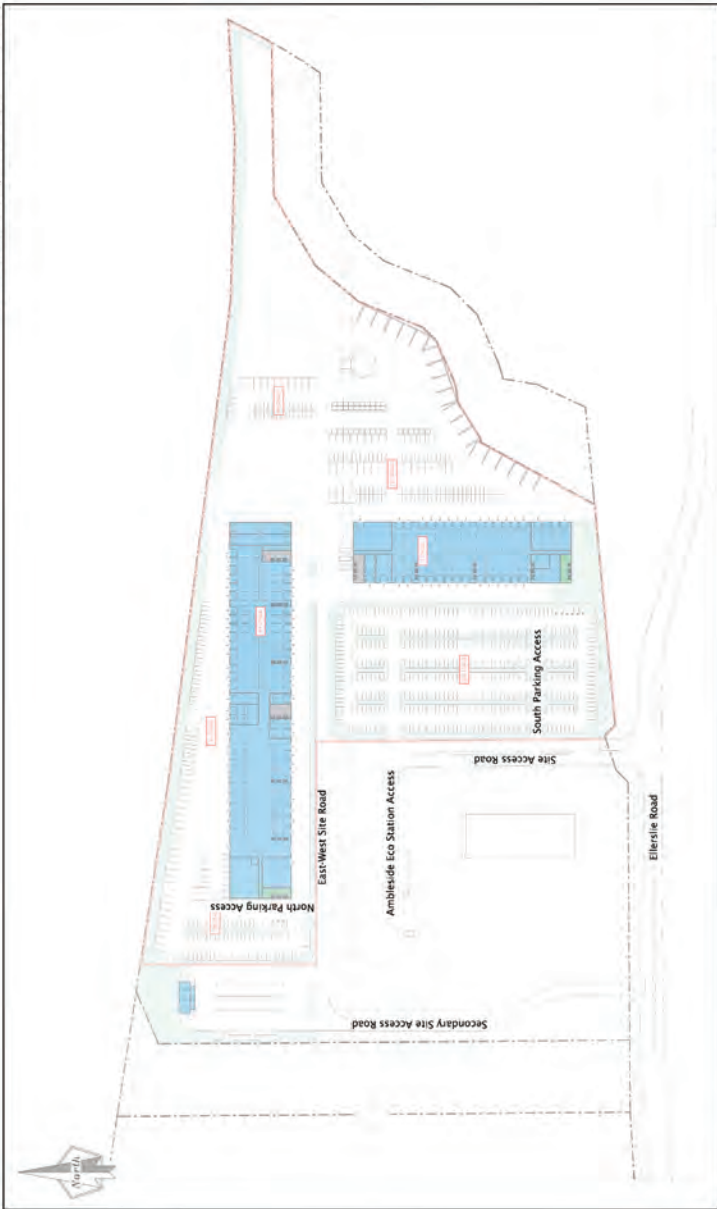 North Parking Access
East-West Site Road
South Parking Access
Site Access Road
Ambleside Eco Station Access
Ellerslie Road
Secondary Site Access Road
North